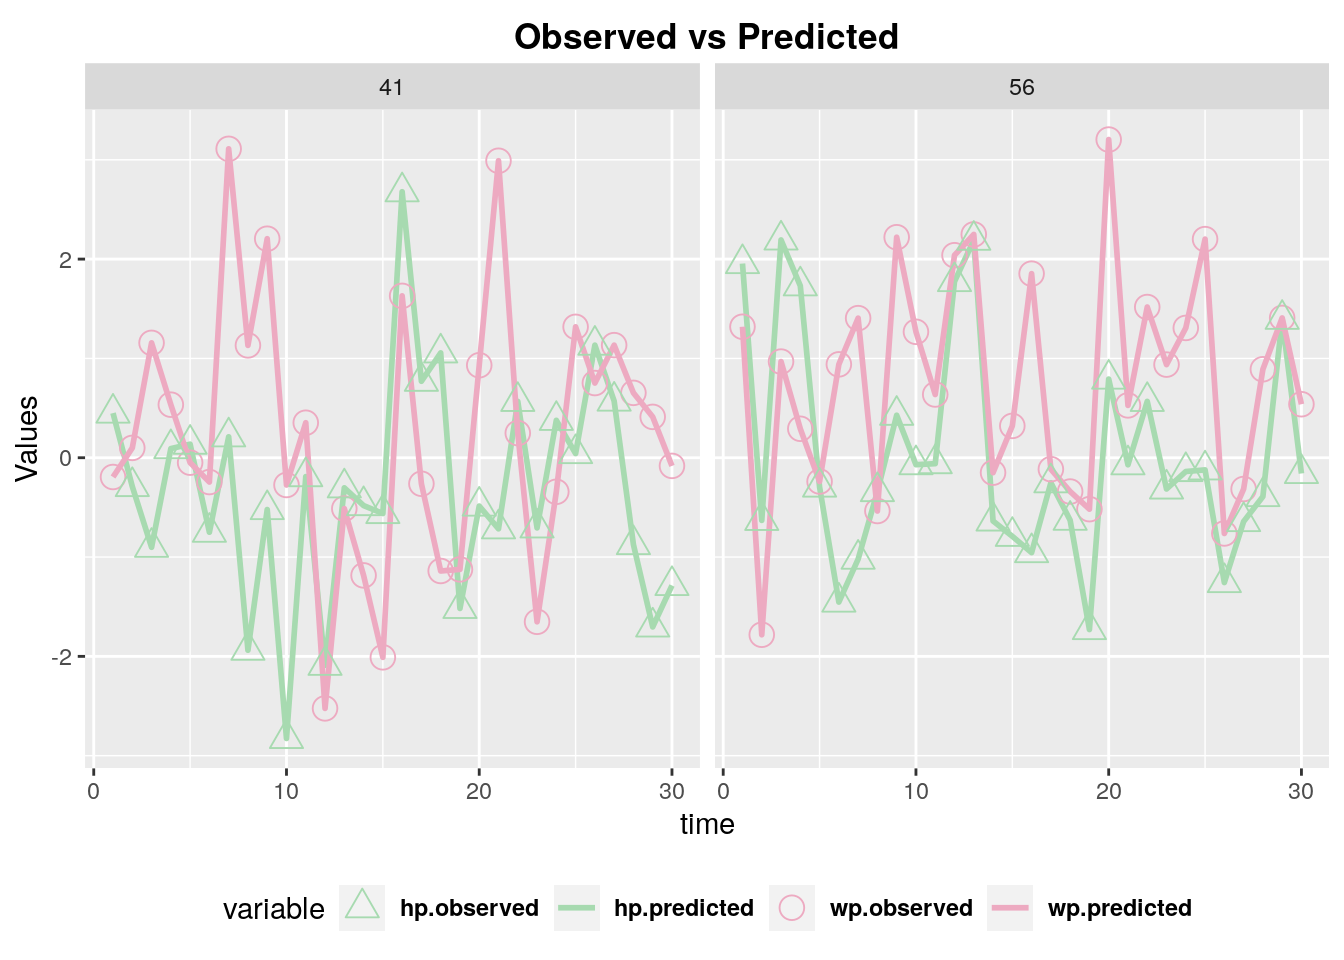 Observed vs Predicted
41 56
Values
2
0
-2
0 10 20 30 0 10 20 30
time
variable hp.observed hp.predicted wp.observed wp.predicted